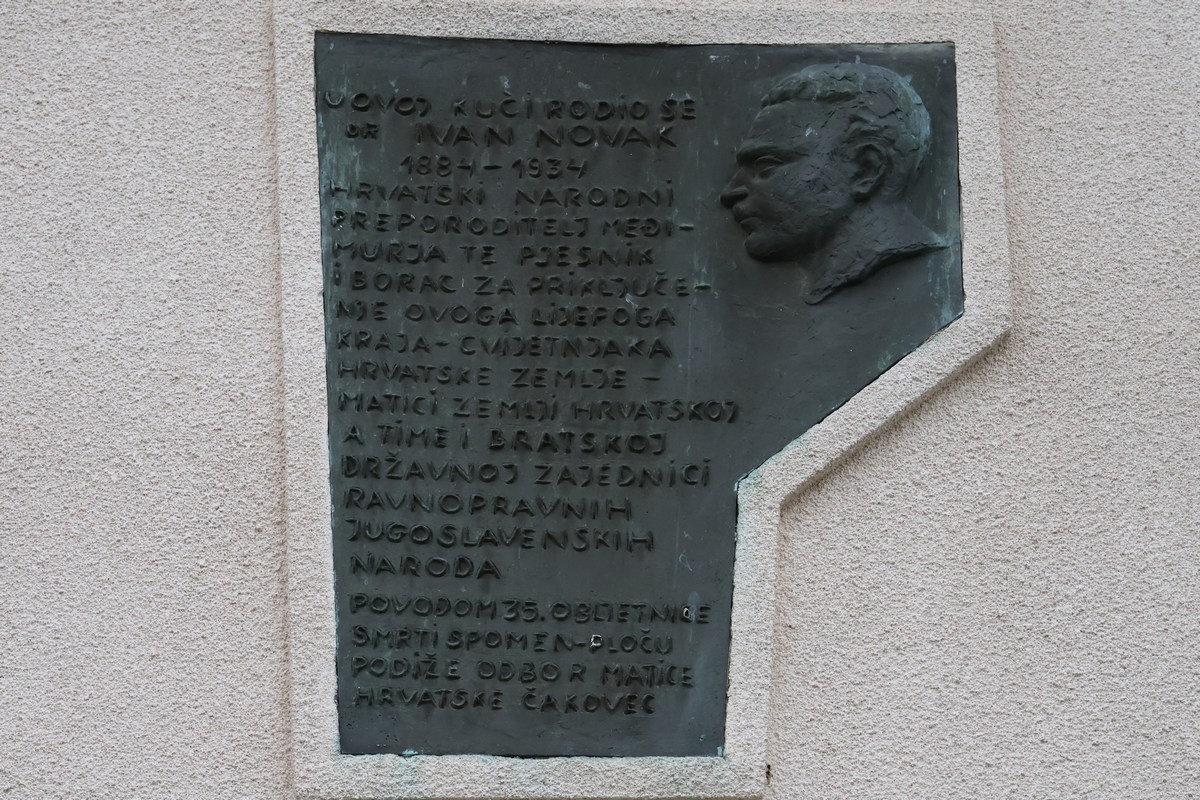 U OVOJ KUĆI RODIO SE
DR IVAN NOVAK
1884-1934
HRVATSKI NARODNI
PREPORODITELJ MEĐI-
MURJA TE PJESNIK
I BORAC ZA PRIKLJUČE-
NJE OVOGA LIJEPOGA
KRAJA-CVIJETNJAKA
HRVATSKE ZEMLJE-
MATICI ZEMLJI HRVATSKOJ
A TIME I BRATSKOJ
DRŽAVNOJ ZAJEDNICI
RAVNOPRAVNIH
JUGOSLAVENSKIH
NARODA
POVODOM 35. OBLJETNICE
SMRTI SPOMEN-PLOČU
PODIŽE ODBOR MATICE
HRVATSKE ČAKOVEC